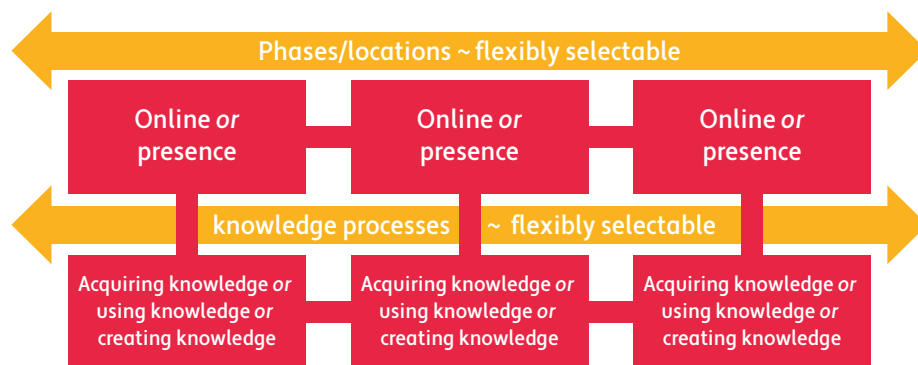 Phases/locations ~ flexibly selectable
Online or
presence
Online or
presence
Online or
presence
knowledge processes ~ flexibly selectable
Acquiring knowledge or
using knowledge or
creating knowledge
Acquiring knowledge or
using knowledge or
creating knowledge
Acquiring knowledge or
using knowledge or
creating knowledge